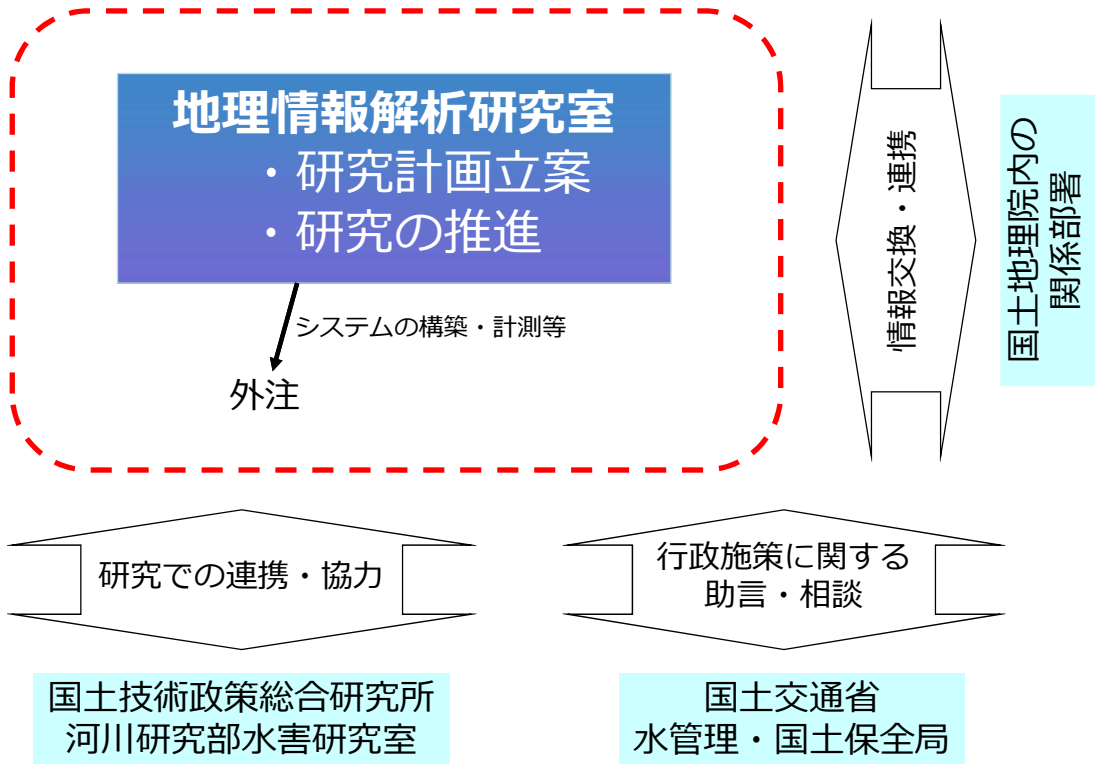 地理情報解析研究室
・研究計画立案
・研究の推進
システムの構築・計測等
外注
情報交換・連携
国土地理院内の
関係部署
研究での連携・協力
行政施策に関する
助言・相談
国土技術政策総合研究所
河川研究部水害研究室
国土交通省
水管理・国土保全局